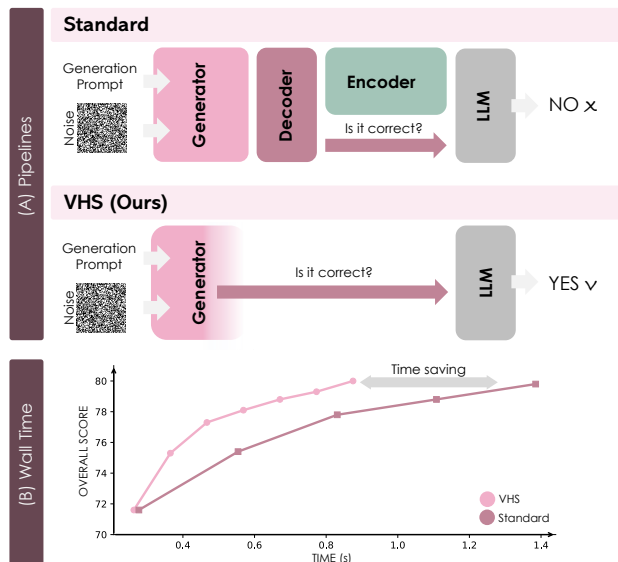 (A) Pipelines
Standard
Generation
Prompt
Noise
Generator
Decoder
Encoder
Is it correct?
LLM
NO x
VHS (Ours)
Generation
Prompt
Noise
Generator
Is it correct?
LLM
YES v
(B) Wall Time
OVERALL SCORE
80
78
76
74
72
70
Time saving
VHS
Standard
0.4
0.6
0.8
1.0
1.2
1.4
TIME (s)